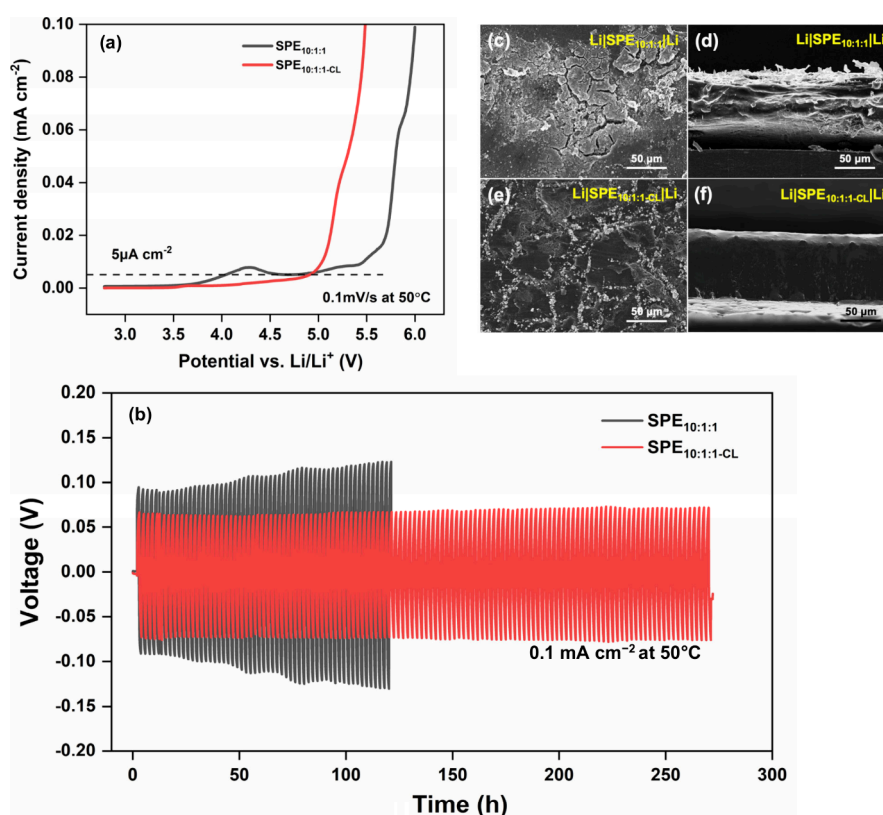 (a)
SPE10:1:1
SPE10:1:1-CL
0.10
0.08
0.06
0.04
0.02
0.00
Current density (mA cm-2)
5µA cm-2
0.1mV/s at 50°C
3.0 3.5 4.0 4.5 5.0 5.5 6.0
Potential vs. Li/Li+ (V)
(c) Li|SPE10:1:1|Li
50 µm
(d) Li|SPE10:1:1|Li
50 µm
(e) Li|SPE10:1:1-CL|Li
50 µm
(f) Li|SPE10:1:1-CL|Li
50 µm
(b)
SPE10:1:1
SPE10:1:1-CL
0.20
0.15
0.10
0.05
0.00
-0.05
-0.10
-0.15
-0.20
Voltage (V)
0.1 mA cm−2 at 50°C
0 50 100 150 200 250 300
Time (h)